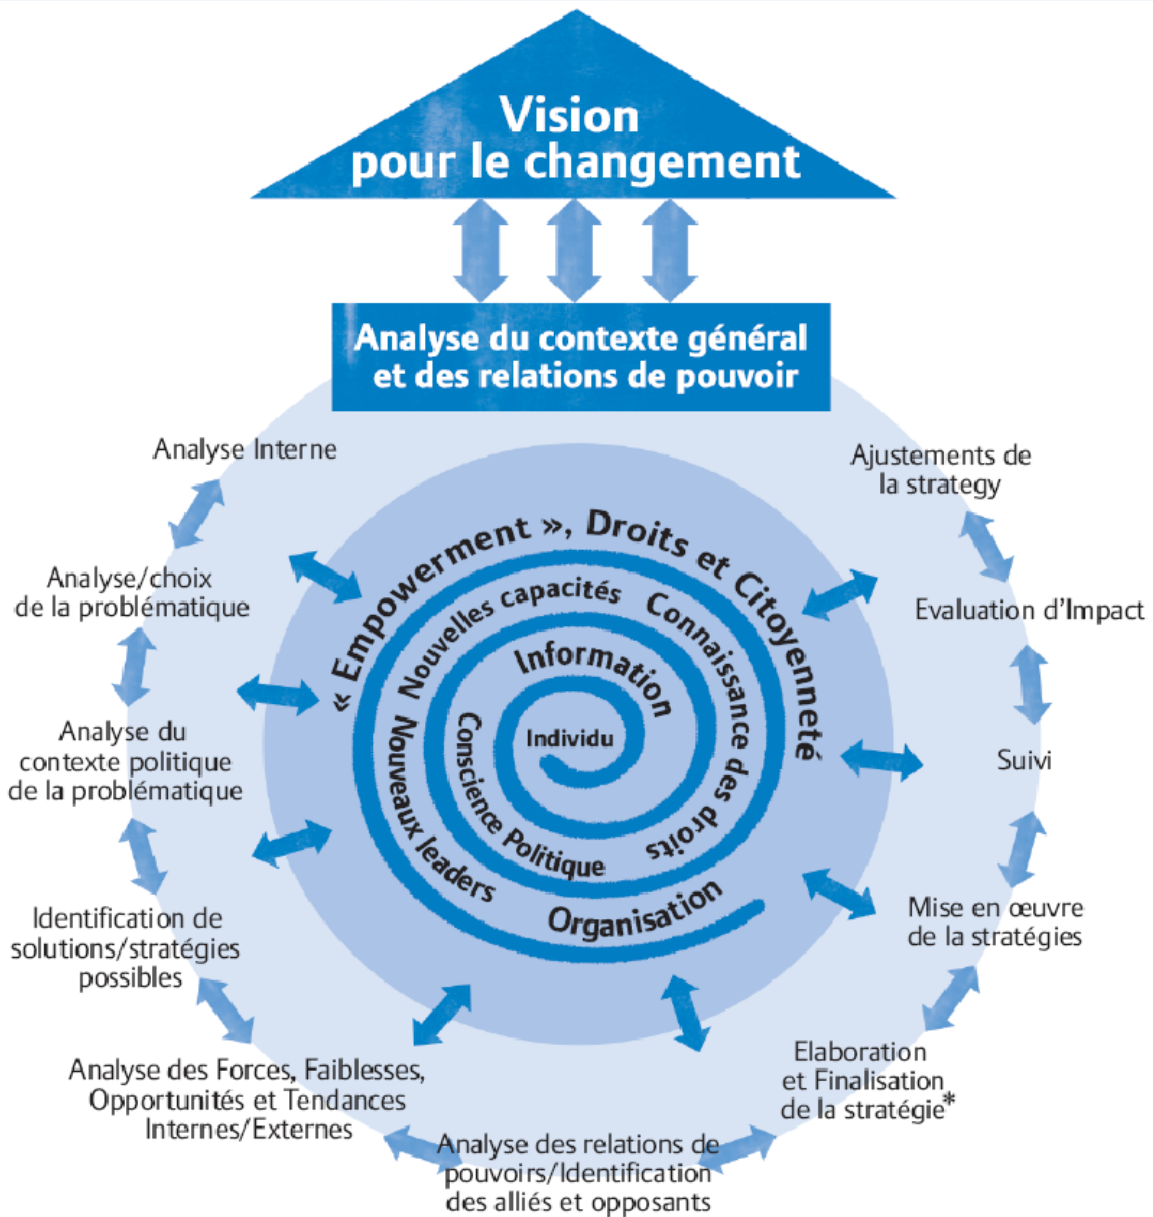 Vision
pour le changement
Analyse du contexte général
et des relations de pouvoir
Analyse Interne
Analyse/choix
de la problématique
Analyse du
contexte politique
de la problématique
Identification de
solutions/stratégies
possibles
Analyse des Forces, Faiblesses,
Opportunités et Tendances
Internes/Externes
Analyse des relations de
pouvoirs/Identification
des alliés et opposants
Elaboration
et Finalisation
de la stratégie*
Mise en œuvre
de la stratégies
Suivi
Evaluation d'Impact
Ajustements de
la strategy
« Empowerment », Droits et Citoyenneté
Nouvelles capacités
Connaissance des droits
Information
Individu
Conscience Politique
Nouveaux leaders
Organisation